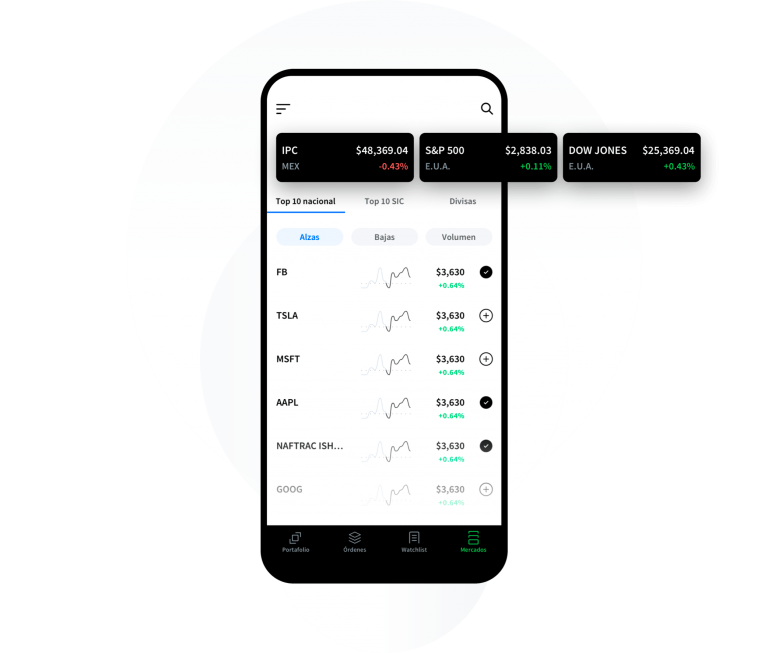 IPC $48,369.04
MEX -0.43%
S&P 500 $2,838.03
E.U.A. +0.11%
DOW JONES $25,369.04
E.U.A. +0.43%
Top 10 nacional Top 10 SIC Divisas
Alzas Bajas Volumen
FB $3,630
+0.64%
TSLA $3,630
+0.64%
MSFT $3,630
+0.64%
AAPL $3,630
+0.64%
NAFTRAC ISH... $3,630
+0.64%
GOOG $3,630
+0.64%
Portafolio Órdenes Watchlist Mercados